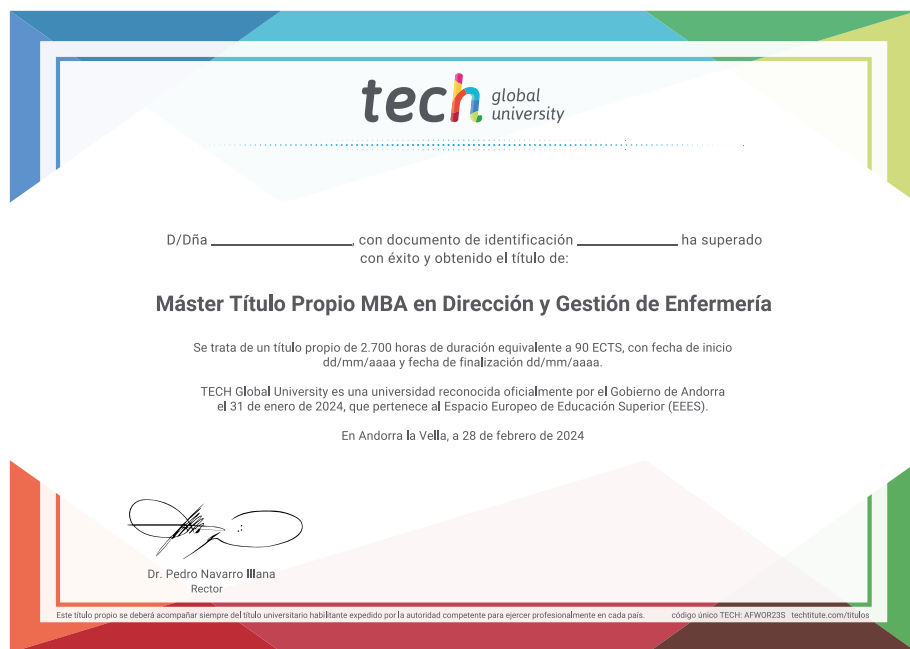 tech global university
D/Dña ______________, con documento de identificación ____________ ha superado
con éxito y obtenido el título de:
Máster Título Propio MBA en Dirección y Gestión de Enfermería
Se trata de un título propio de 2.700 horas de duración equivalente a 90 ECTS, con fecha de inicio
dd/mm/aaaa y fecha de finalización dd/mm/aaaa.
TECH Global University es una universidad reconocida oficialmente por el Gobierno de Andorra
el 31 de enero de 2024, que pertenece al Espacio Europeo de Educación Superior (EEES).
En Andorra la Vella, a 28 de febrero de 2024
Dr. Pedro Navarro Illana
Rector
Este título propio se deberá acompañar siempre del título universitario habilitante expedido por la autoridad competente para ejercer profesionalmente en cada país. código único TECH: AFWOR23S techtitute.com/titulos